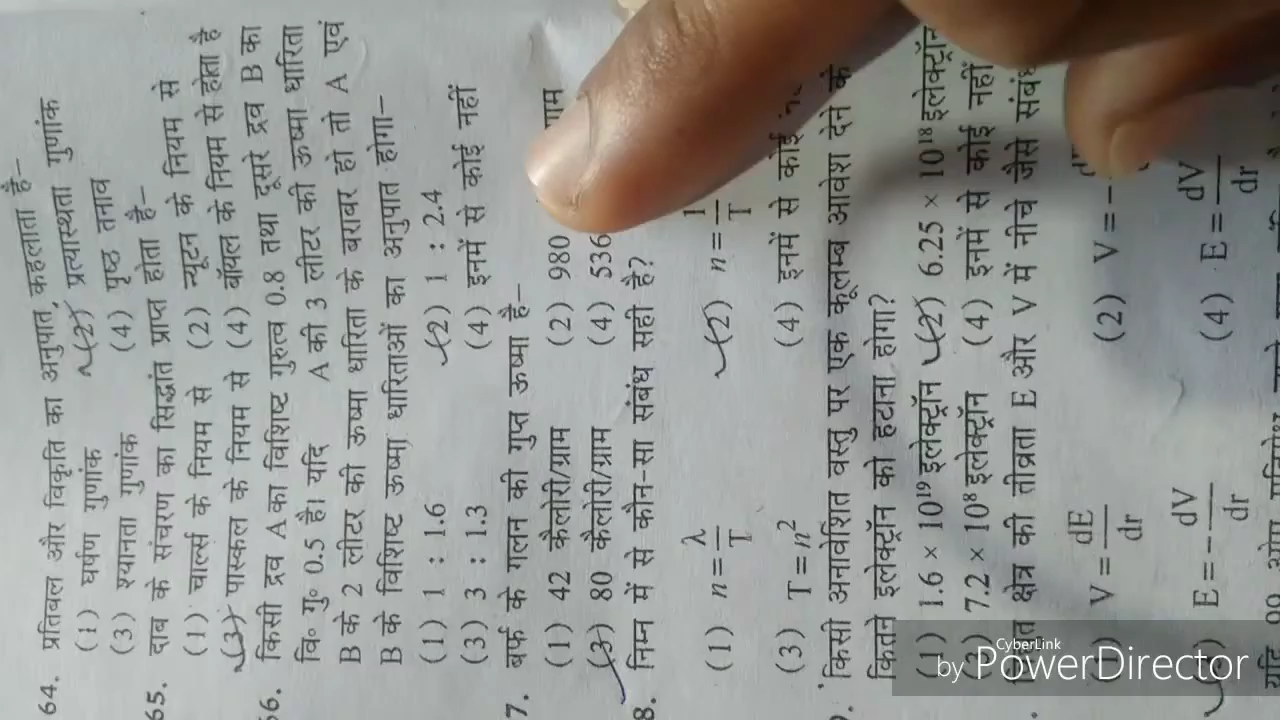 64. प्रतिबल और विकृति का अनुपात कहलाता है–
(1) घर्षण गुणांक (2) प्रत्यास्थता गुणांक
(3) श्यानता गुणांक (4) पृष्ठ तनाव
65. दाब के संचरण का सिद्धांत प्राप्त होता है–
(1) चार्ल्स के नियम से (2) न्यूटन के नियम से
(3) पास्कल के नियम से (4) बॉयल के नियम से होता है
66. किसी द्रव A का विशिष्ट गुरुत्व 0.8 तथा दूसरे द्रव B का
वि० गु० 0.5 है। यदि A की 3 लीटर की ऊष्मा धारिता
B के 2 लीटर की ऊष्मा धारिता के बराबर हो तो A एवं
B के विशिष्ट ऊष्मा धारिताओं का अनुपात होगा–
(1) 1 : 1.6 (2) 1 : 2.4
(3) 3 : 1.3 (4) इनमें से कोई नहीं
7. बर्फ के गलन की गुप्त ऊष्मा है–
(1) 42 कैलोरी/ग्राम (2) 980
(3) 80 कैलोरी/ग्राम (4) 536
8. निम्न में से कौन-सा संबंध सही है?
(1) n = λ/T (2) n = 1/T
(3) T = n² (4) इनमें से कोई
किसी अनावेशित वस्तु पर एक कूलम्ब आवेश देने के
कितने इलेक्ट्रॉन को हटाना होगा?
(1) 1.6 × 10¹⁹ इलेक्ट्रॉन (2) 6.25 × 10¹⁸ इलेक्ट्रॉन
7.2 × 10⁸ इलेक्ट्रॉन (4) इनमें से कोई नहीं
क्षेत्र की तीव्रता E और V में नीचे जैसे संबंध
(1) V = dE/dr (2) V = –
E = – dV/dr (4) E = dV/dr
CyberLink
by PowerDirector